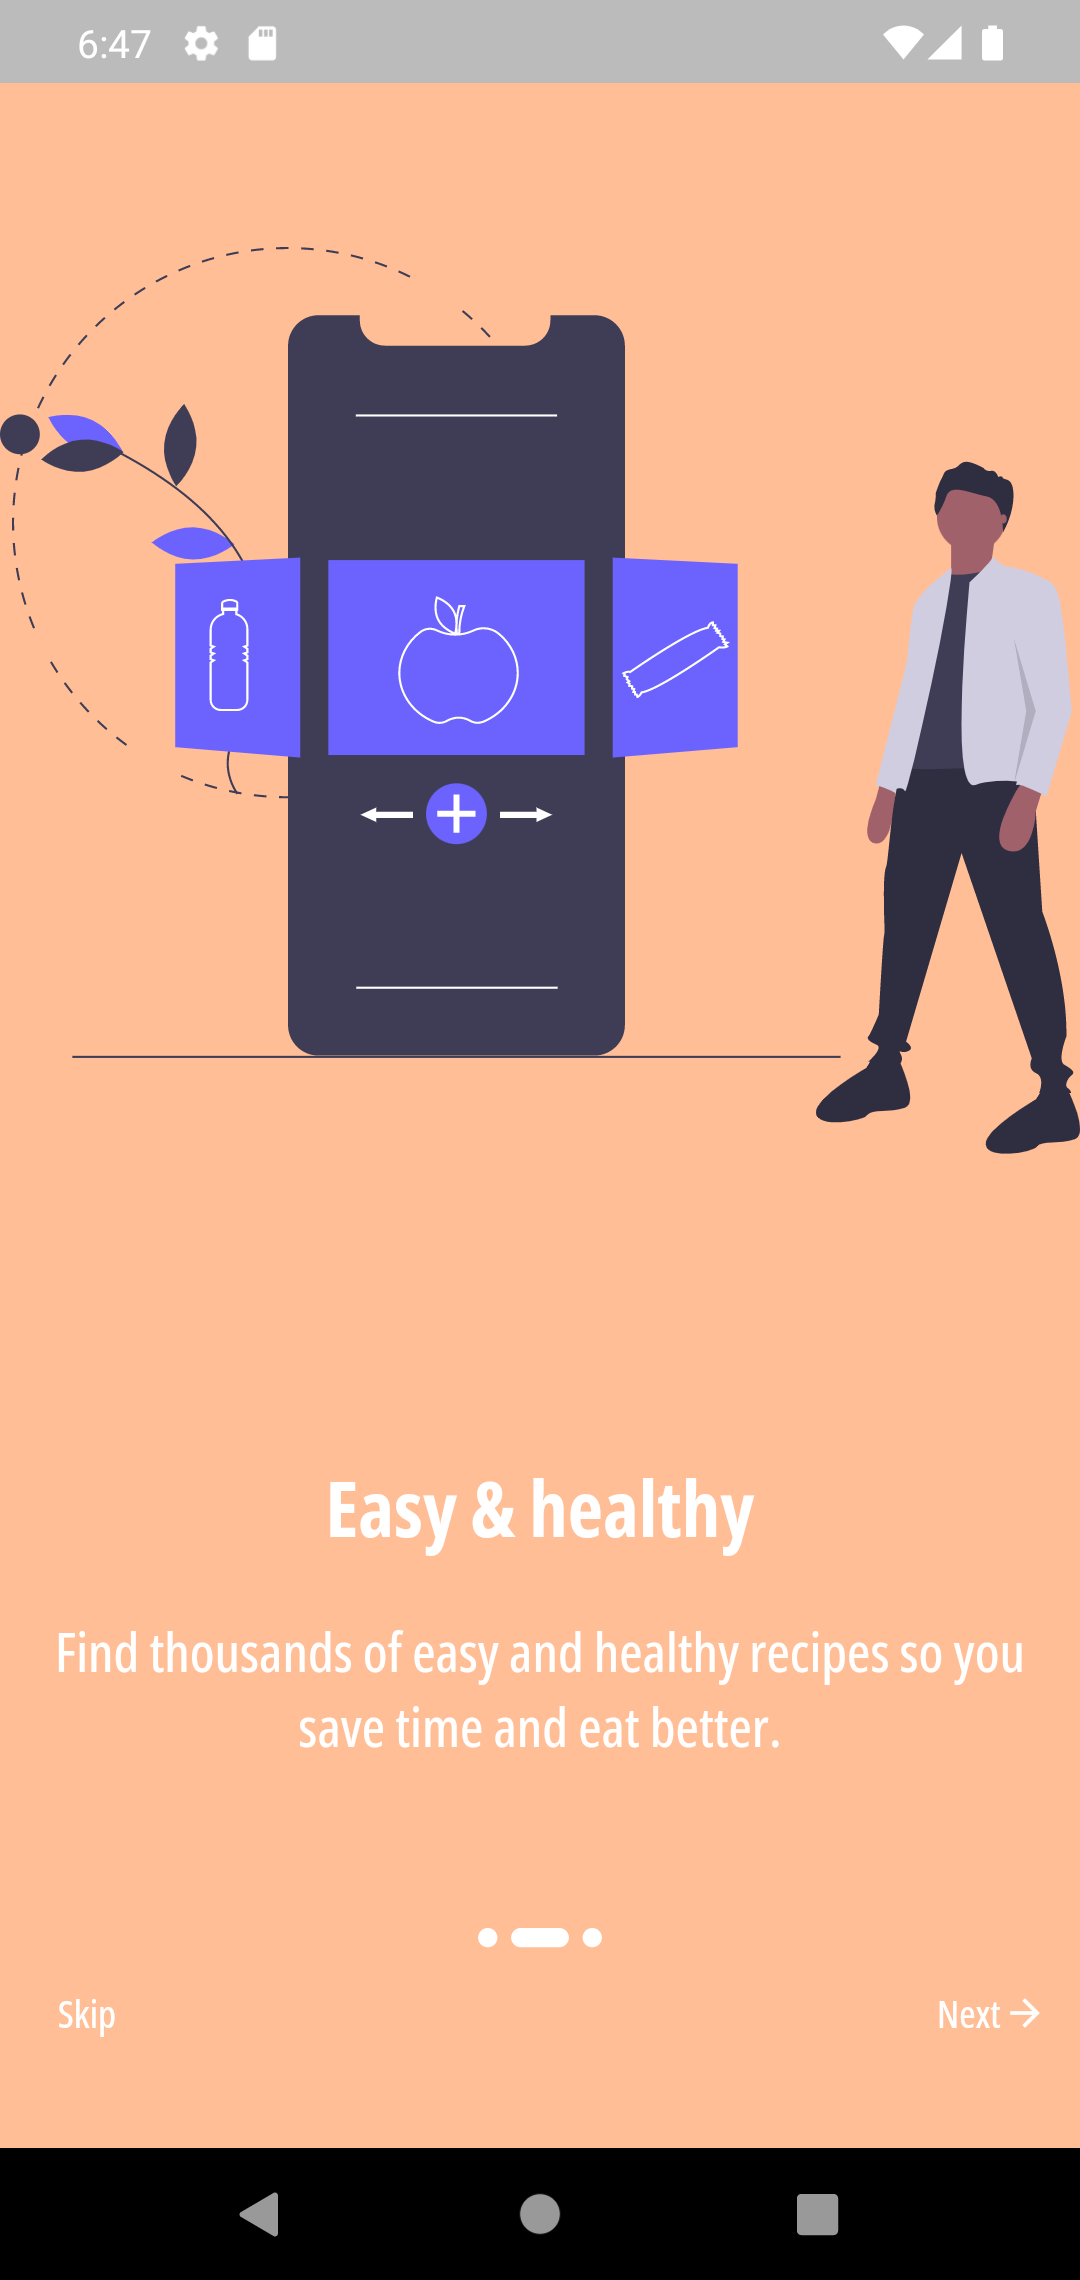 6:47
Easy & healthy
Find thousands of easy and healthy recipes so you
save time and eat better.
Skip
Next